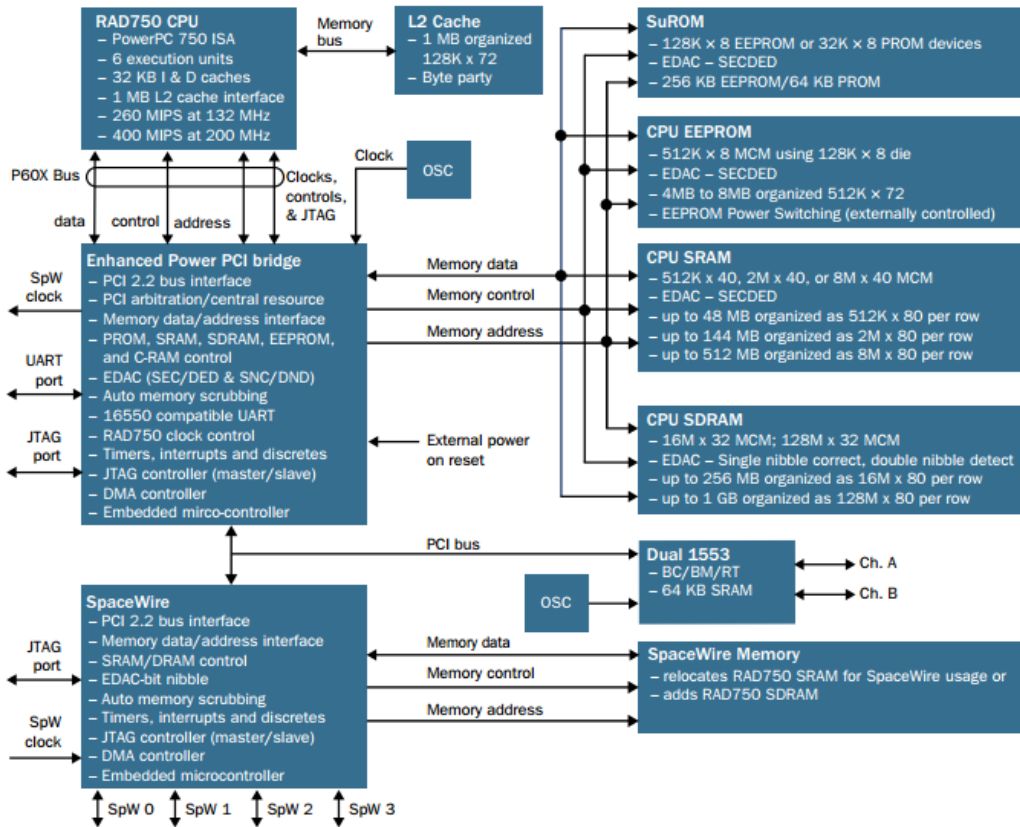 RAD750 CPU
– PowerPC 750 ISA
– 6 execution units
– 32 KB I & D caches
– 1 MB L2 cache interface
– 260 MIPS at 132 MHz
– 400 MIPS at 200 MHz
Memory
bus
L2 Cache
– 1 MB organized
128K x 72
– Byte party
SuROM
– 128K × 8 EEPROM or 32K × 8 PROM devices
– EDAC – SECDED
– 256 KB EEPROM/64 KB PROM
CPU EEPROM
– 512K × 8 MCM using 128K × 8 die
– EDAC – SECDED
– 4MB to 8MB organized 512K × 72
– EEPROM Power Switching (externally controlled)
P60X Bus
data
control
address
Clocks,
controls,
& JTAG
Clock
OSC
Enhanced Power PCI bridge
– PCI 2.2 bus interface
– PCI arbitration/central resource
– Memory data/address interface
– PROM, SRAM, SDRAM, EEPROM,
and C-RAM control
– EDAC (SEC/DED & SNC/DND)
– Auto memory scrubbing
– 16550 compatible UART
– RAD750 clock control
– Timers, interrupts and discretes
– JTAG controller (master/slave)
– DMA controller
– Embedded mirco-controller
SpW
clock
UART
port
JTAG
port
Memory data
Memory control
Memory address
External power
on reset
CPU SRAM
– 512K x 40, 2M x 40, or 8M x 40 MCM
– EDAC – SECDED
– up to 48 MB organized as 512K x 80 per row
– up to 144 MB organized as 2M x 80 per row
– up to 512 MB organized as 8M x 80 per row
CPU SDRAM
– 16M x 32 MCM; 128M x 32 MCM
– EDAC – Single nibble correct, double nibble detect
– up to 256 MB organized as 16M x 80 per row
– up to 1 GB organized as 128M x 80 per row
PCI bus
Dual 1553
– BC/BM/RT
– 64 KB SRAM
Ch. A
Ch. B
OSC
SpaceWire
– PCI 2.2 bus interface
– Memory data/address interface
– SRAM/DRAM control
– EDAC-bit nibble
– Auto memory scrubbing
– Timers, interrupts and discretes
– JTAG controller (master/slave)
– DMA controller
– Embedded microcontroller
JTAG
port
SpW
clock
Memory data
Memory control
Memory address
SpaceWire Memory
– relocates RAD750 SRAM for SpaceWire usage or
– adds RAD750 SDRAM
SpW 0
SpW 1
SpW 2
SpW 3